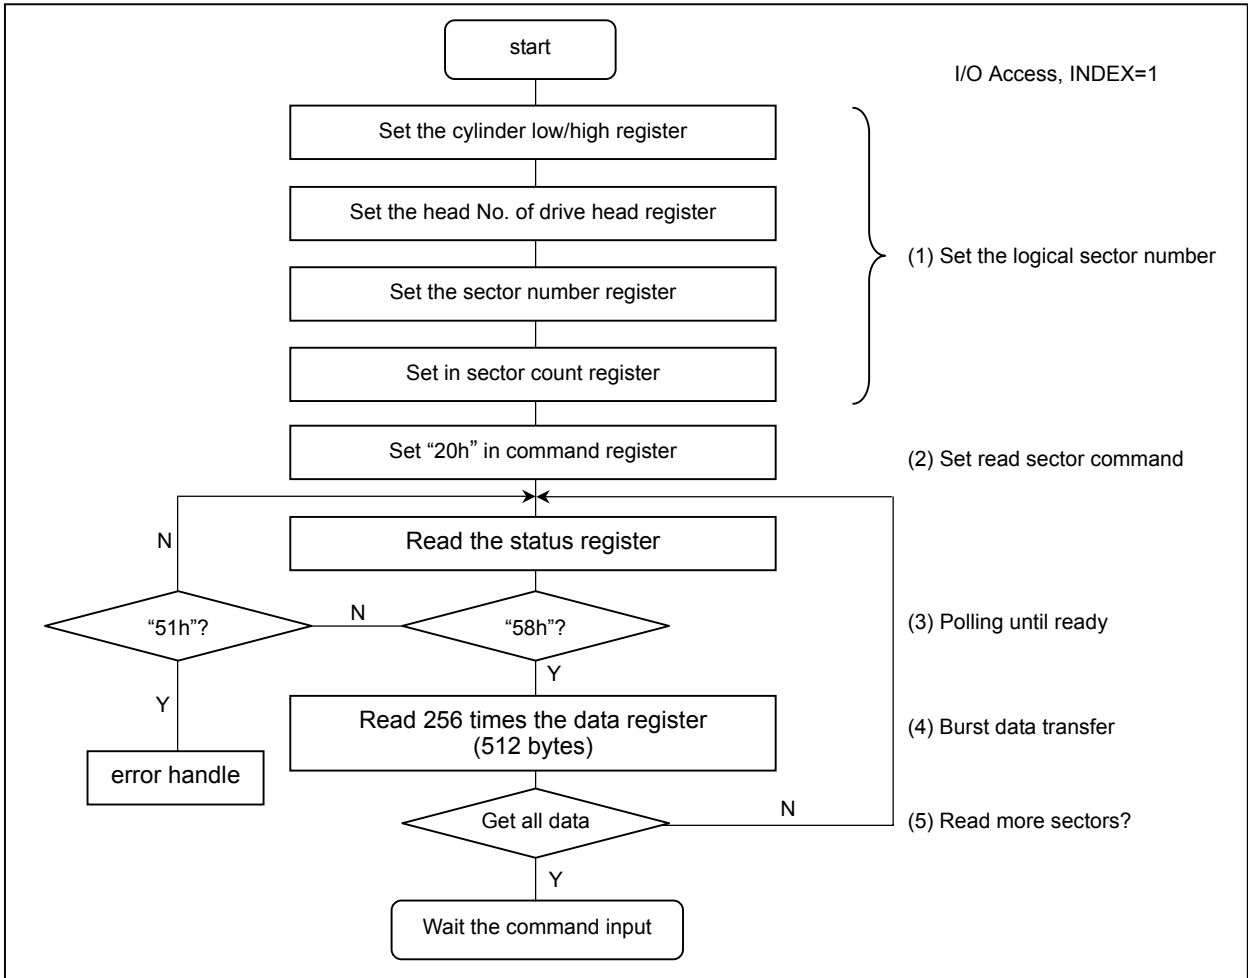 start
I/O Access, INDEX=1
Set the cylinder low/high register
Set the head No. of drive head register
(1) Set the logical sector number
Set the sector number register
Set in sector count register
Set “20h” in command register
(2) Set read sector command
N
Read the status register
“51h”?
N
“58h”?
(3) Polling until ready
Y
Y
Read 256 times the data register
(512 bytes)
(4) Burst data transfer
error handle
Get all data
N
(5) Read more sectors?
Y
Wait the command input